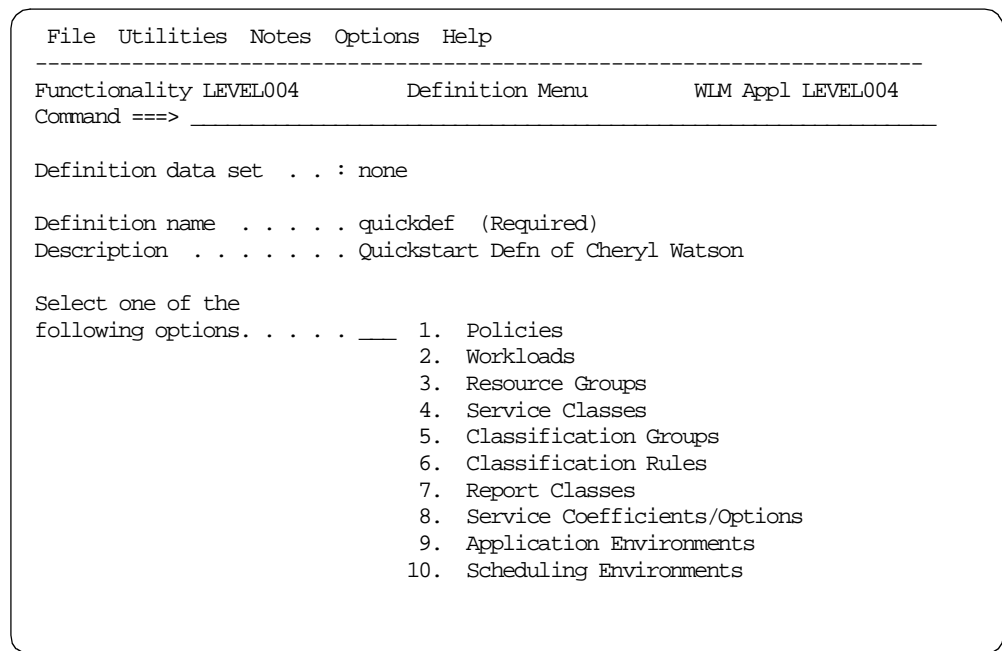 File Utilities Notes Options Help
--------------------------------------------------------------------------
Functionality LEVEL004 Definition Menu WLM Appl LEVEL004
Command ===> ______________________________________________________________
Definition data set . . : none
Definition name . . . . . quickdef (Required)
Description . . . . . . . Quickstart Defn of Cheryl Watson
Select one of the
following options. . . . . ___ 1. Policies
2. Workloads
3. Resource Groups
4. Service Classes
5. Classification Groups
6. Classification Rules
7. Report Classes
8. Service Coefficients/Options
9. Application Environments
10. Scheduling Environments